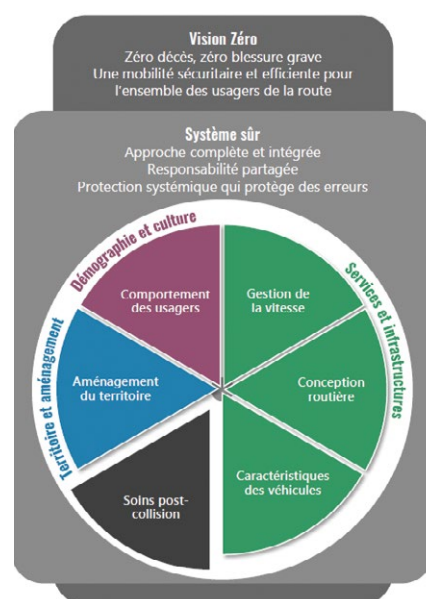 Vision Zéro
Zéro décès, zéro blessure grave
Une mobilité sécuritaire et efficiente pour
l'ensemble des usagers de la route
Système sûr
Approche complète et intégrée
Responsabilité partagée
Protection systémique qui protège des erreurs
Démographie et culture
Services et infrastructures
Territoire et aménagement
Comportement
des usagers
Gestion de
la vitesse
Aménagement
du territoire
Conception
routière
Soins post-
collision
Caractéristiques
des véhicules